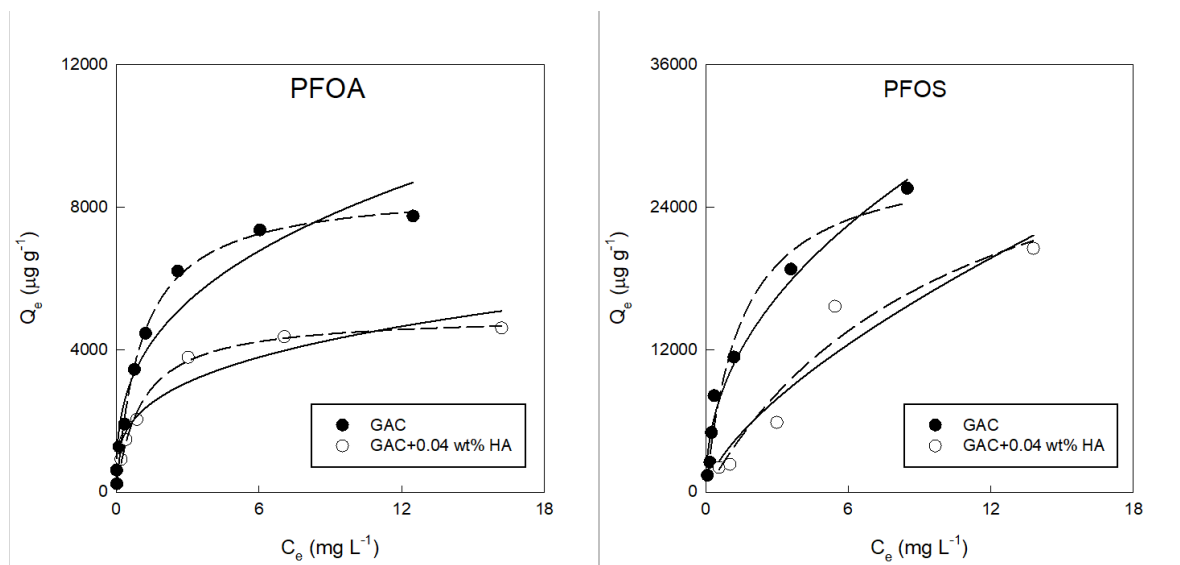 PFOA
12000
8000
4000
0
Qₑ (µg g⁻¹)
GAC
GAC+0.04 wt% HA
0 6 12 18
Cₑ (mg L⁻¹)
PFOS
36000
24000
12000
0
Qₑ (µg g⁻¹)
GAC
GAC+0.04 wt% HA
0 6 12 18
Cₑ (mg L⁻¹)